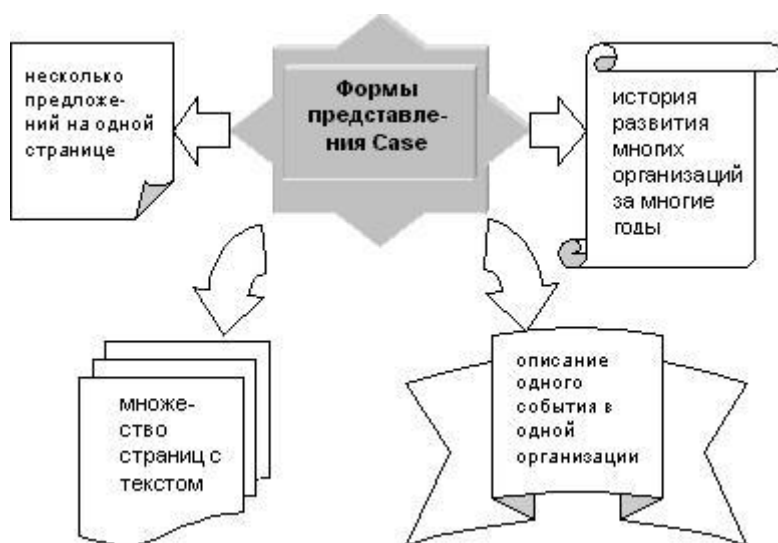 Формы
представле-
ния Case
несколько
предложе-
ний на одной
странице
история
развития
многих
организаций
за многие
годы
множе-
ство
страниц с
текстом
описание
одного
события в
одной
организации